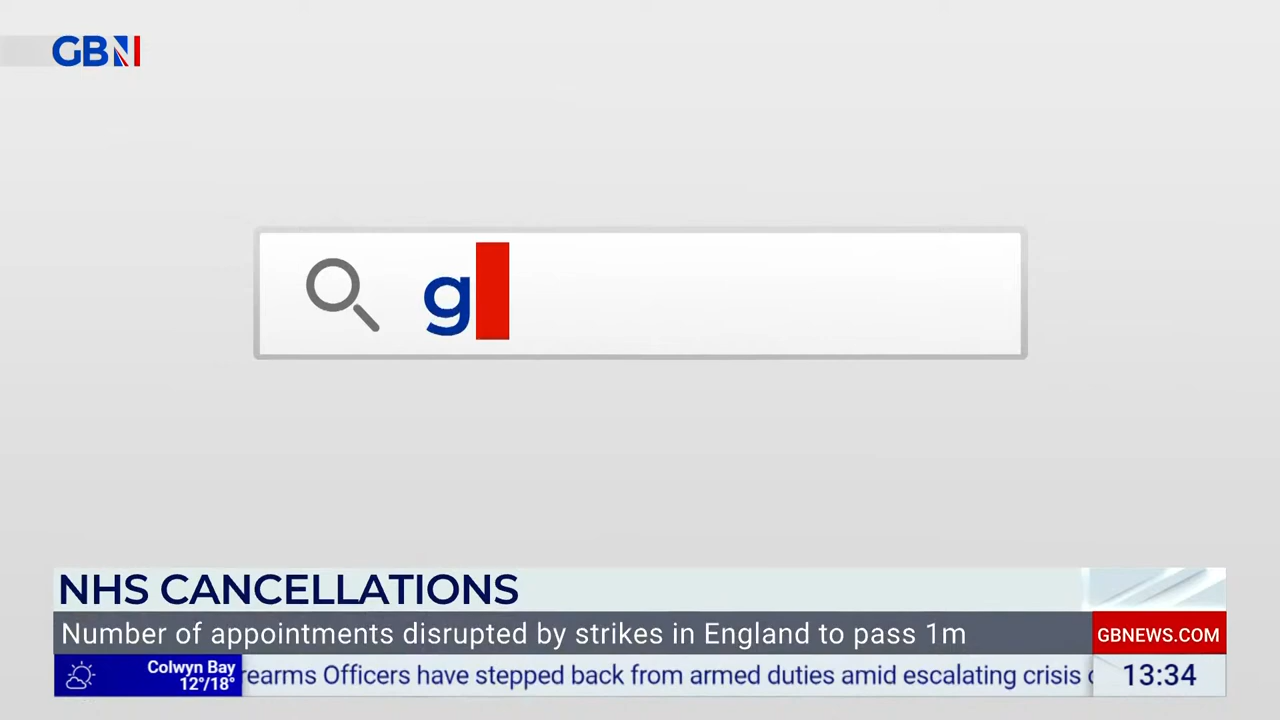 GBN
g
NHS CANCELLATIONS
Number of appointments disrupted by strikes in England to pass 1m
GBNEWS.COM
Colwyn Bay
12°/18°
rearms Officers have stepped back from armed duties amid escalating crisis
13:34